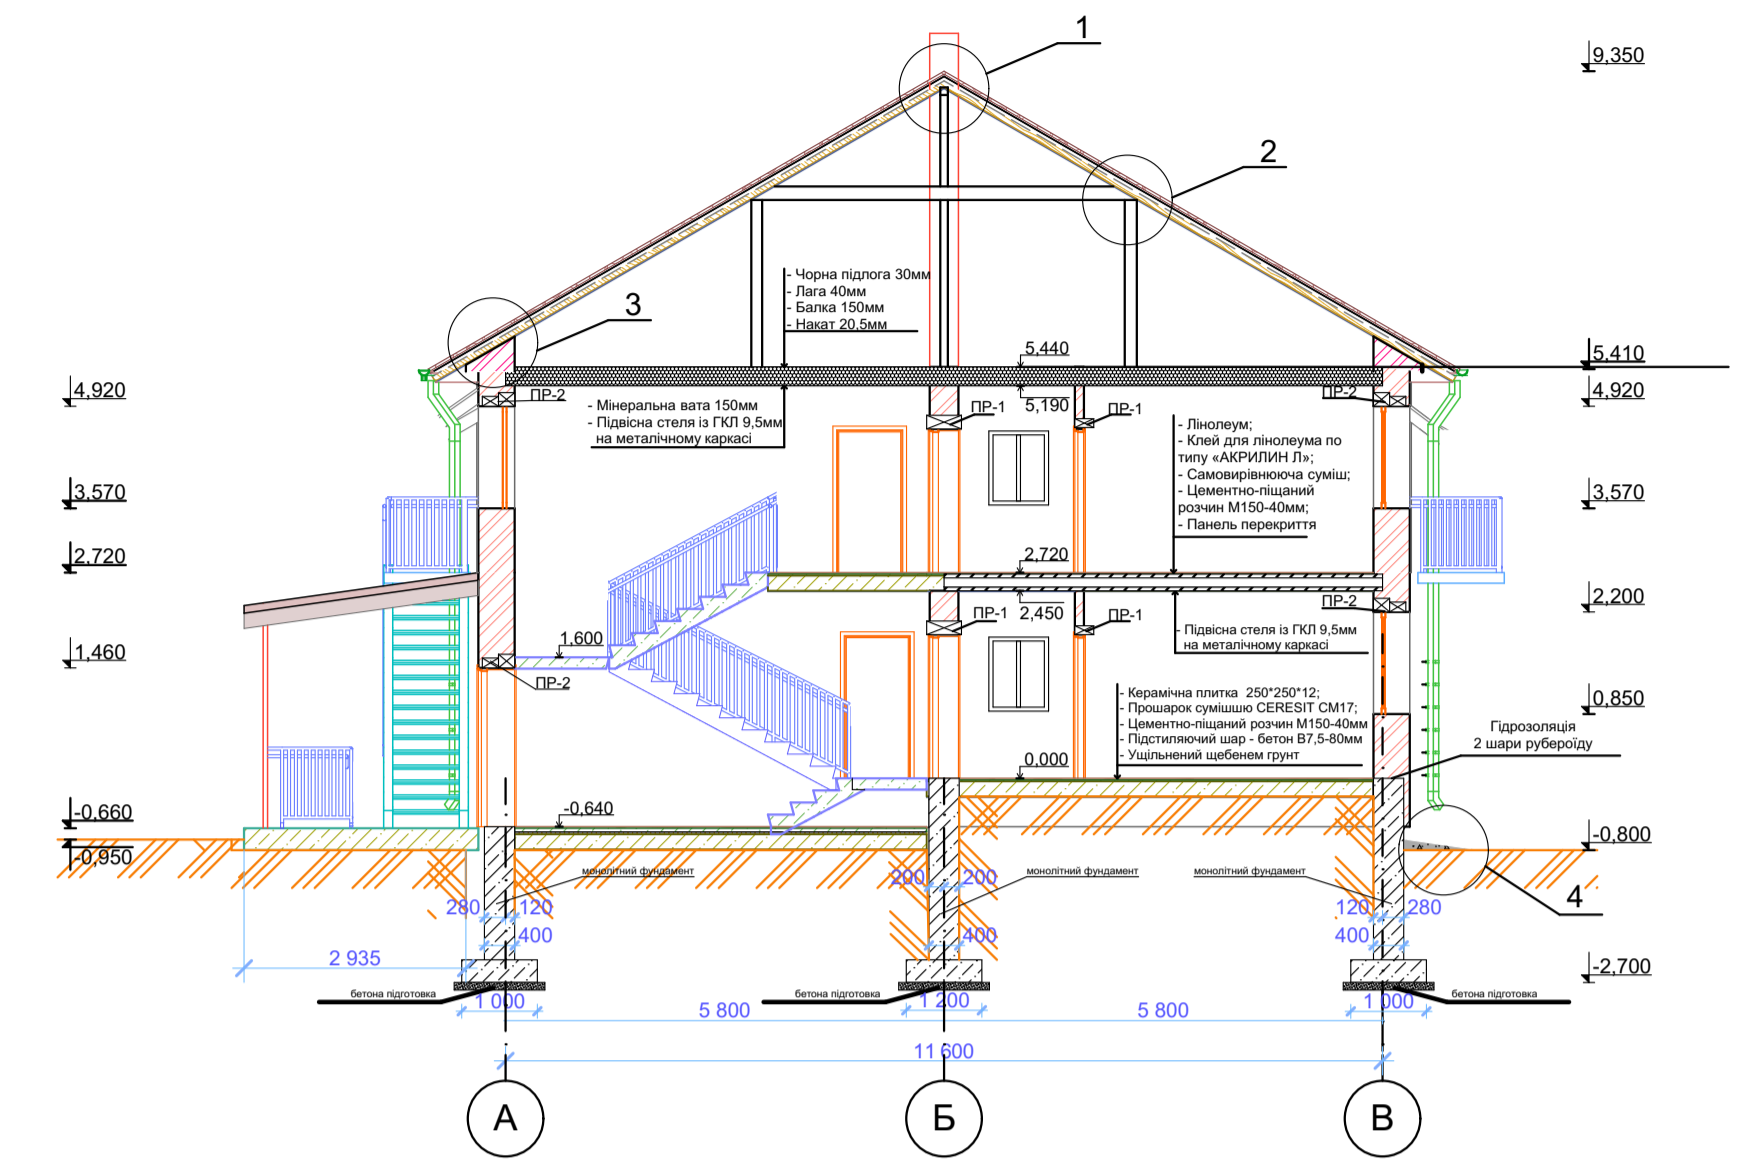 1
9,350
2
3
- Чорна підлога 30мм
- Лага 40мм
- Балка 150мм
- Накат 20,5мм
5,440
5,410
4,920
ПР-2
- Мінеральна вата 150мм
- Підвісна стеля із ГКЛ 9,5мм
на металічному каркасі
5,190
ПР-1
ПР-1
ПР-2
4,920
- Лінолеум;
- Клей для лінолеума по
типу «АКРИЛИН Л»;
- Самовирівнююча суміш;
- Цементно-піщаний
розчин М150-40мм;
- Панель перекриття
3,570
3,570
2,720
2,720
2,450
ПР-1
ПР-1
ПР-2
2,200
1,600
- Підвісна стеля із ГКЛ 9,5мм
на металічному каркасі
1,460
ПР-2
- Керамічна плитка 250*250*12;
- Прошарок сумішшю CERESIT СМ17;
- Цементно-піщаний розчин М150-40мм
- Підстиляючий шар - бетон В7,5-80мм
- Ущільнений щебенем грунт
0,850
Гідрозоляція
2 шари рубероїду
0,000
-0,660
-0,640
-0,800
-0,950
монолітний фундамент
200
200
монолітний фундамент
монолітний фундамент
4
280
120
120
280
400
400
400
2 935
-2,700
бетона підготовка
1 000
бетона підготовка
1 200
1 000
бетона підготовка
5 800
5 800
11 600
А
Б
В